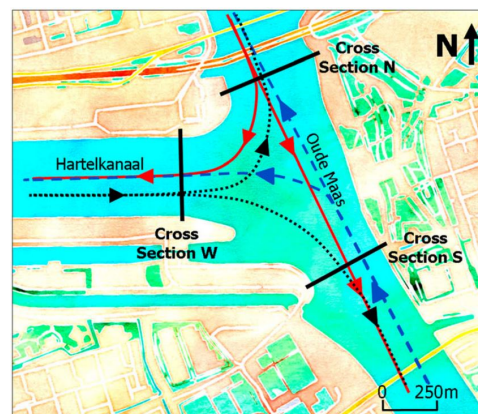 Cross
Section N
N
Oude Maas
Hartelkanaal
Cross
Section W
Cross
Section S
0 250m